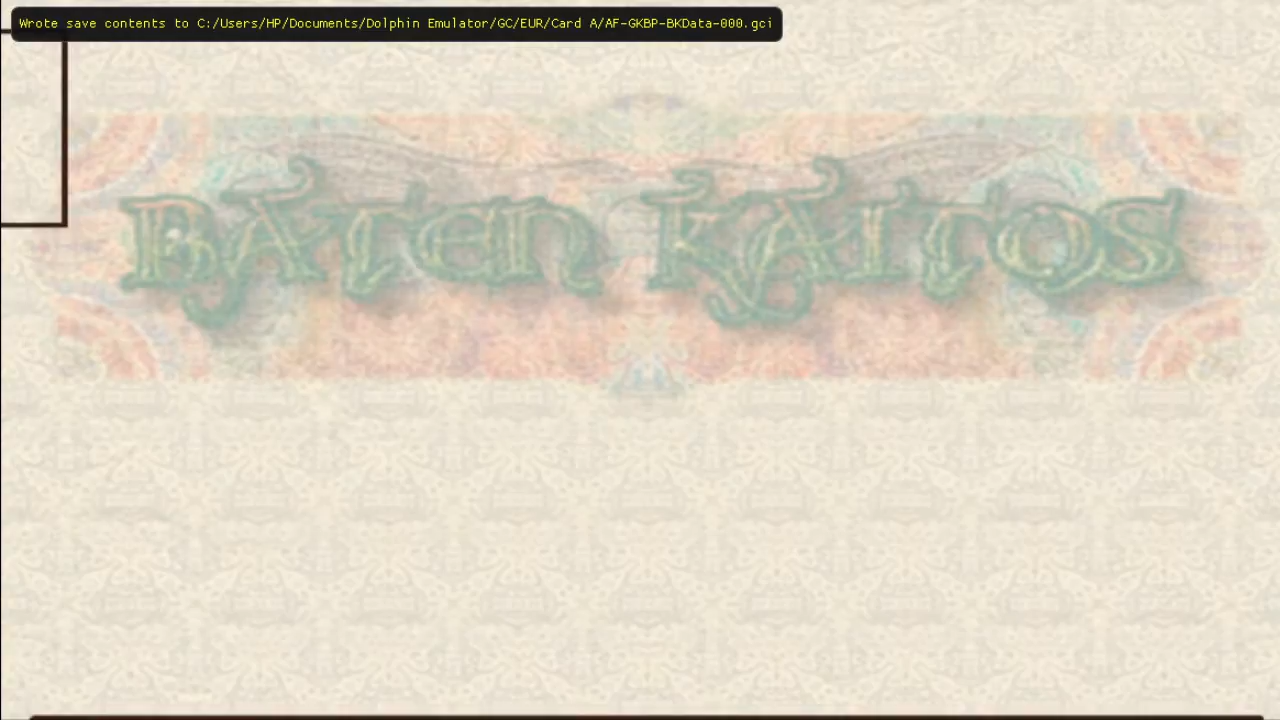 Wrote save contents to C:/Users/HP/Documents/Dolphin Emulator/GC/EUR/Card A/AF-GKBP-BKData-000.gci
BATEN KAITOS